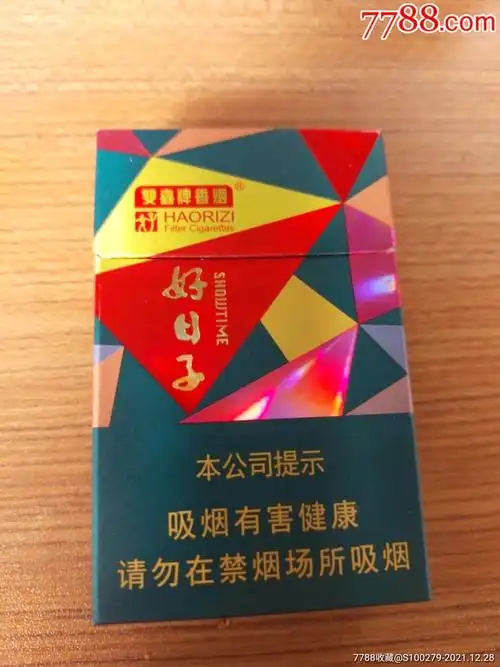 7788.com
雙喜牌香烟®
HAORIZI
Filter Cigarettes
好日子
SHOWTIME
本公司提示
吸烟有害健康
请勿在禁烟场所吸烟
7788收藏@S100279-2021.12.28